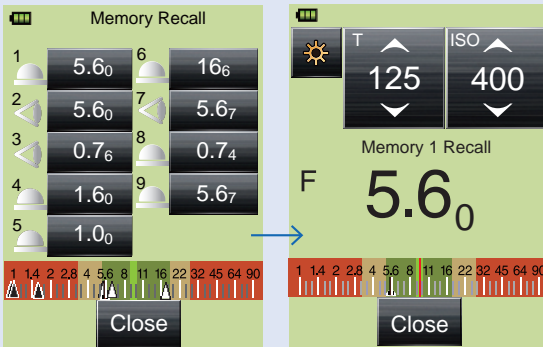 Memory Recall
1 5.6₀ 6 16₆
2 5.6₀ 7 5.6₇
3 0.7₆ 8 0.7₄
4 1.6₀ 9 5.6₇
5 1.0₀
1 1,4 2 2,8 4 5,6 8 11 16 22 32 45 64 90
Close
T ISO
125 400
Memory 1 Recall
F 5.6₀
1 1,4 2 2,8 4 5,6 8 11 16 22 32 45 64 90
Close